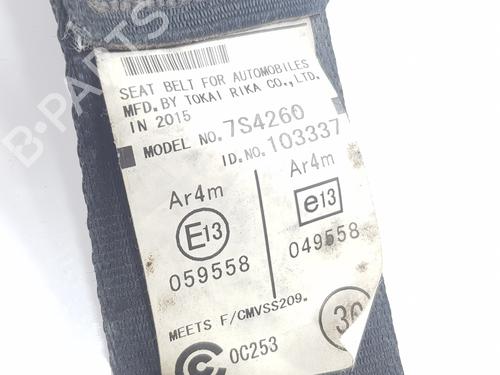 SEAT BELT FOR AUTOMOBILES
MFD. BY TOKAI RIKA CO., LTD.
IN 2015
MODEL NO. 7S4260
ID. NO. 103337
Ar4m
E13
059558
Ar4m
e13
049558
MEETS F/CMVSS209.
0C253
B-PARTS